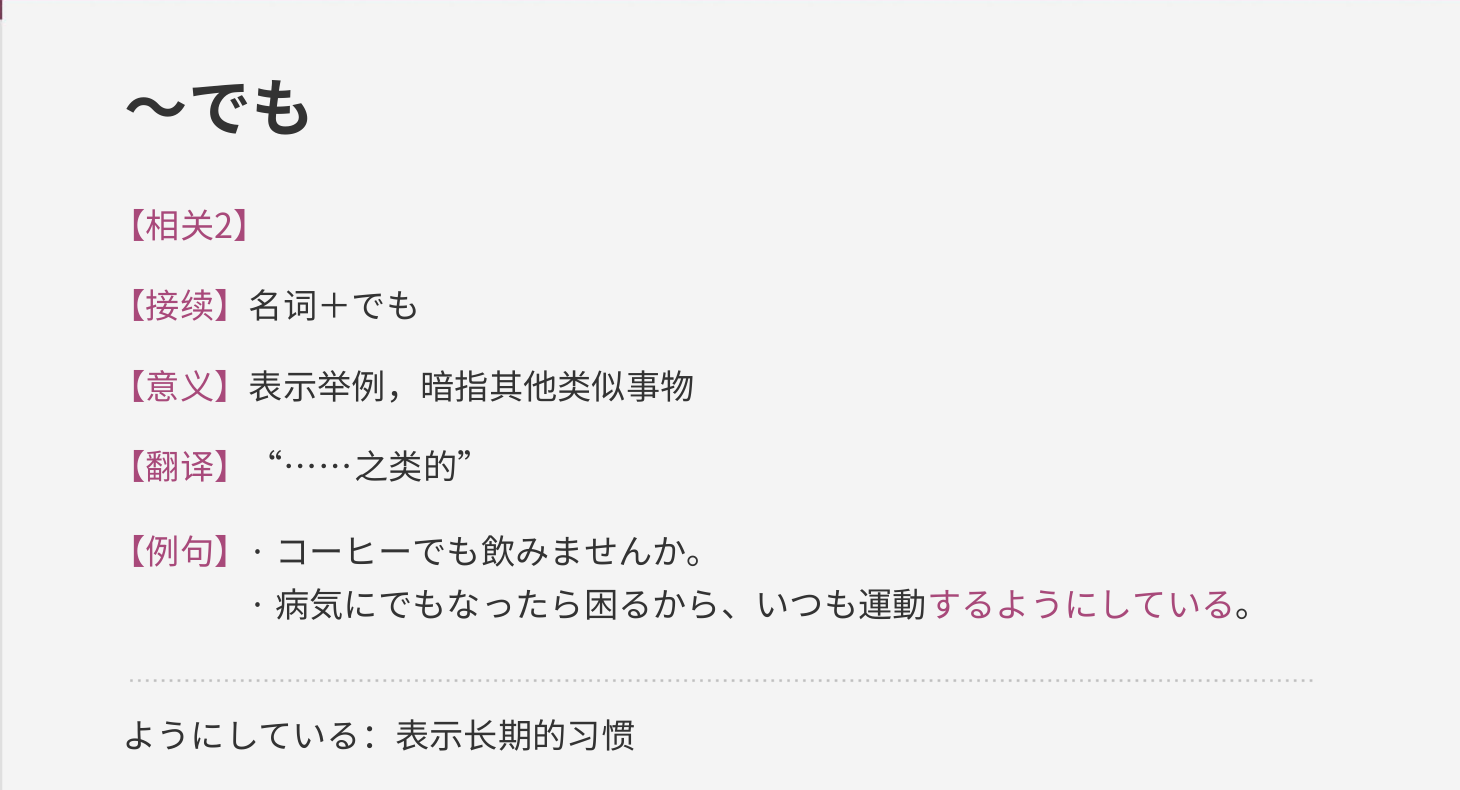 ～でも
【相关2】
【接续】名词＋でも
【意义】表示举例，暗指其他类似事物
【翻译】“……之类的”
【例句】· コーヒーでも飲みませんか。
· 病気にでもなったら困るから、いつも運動するようにしている。
ようにしている：表示长期的习惯